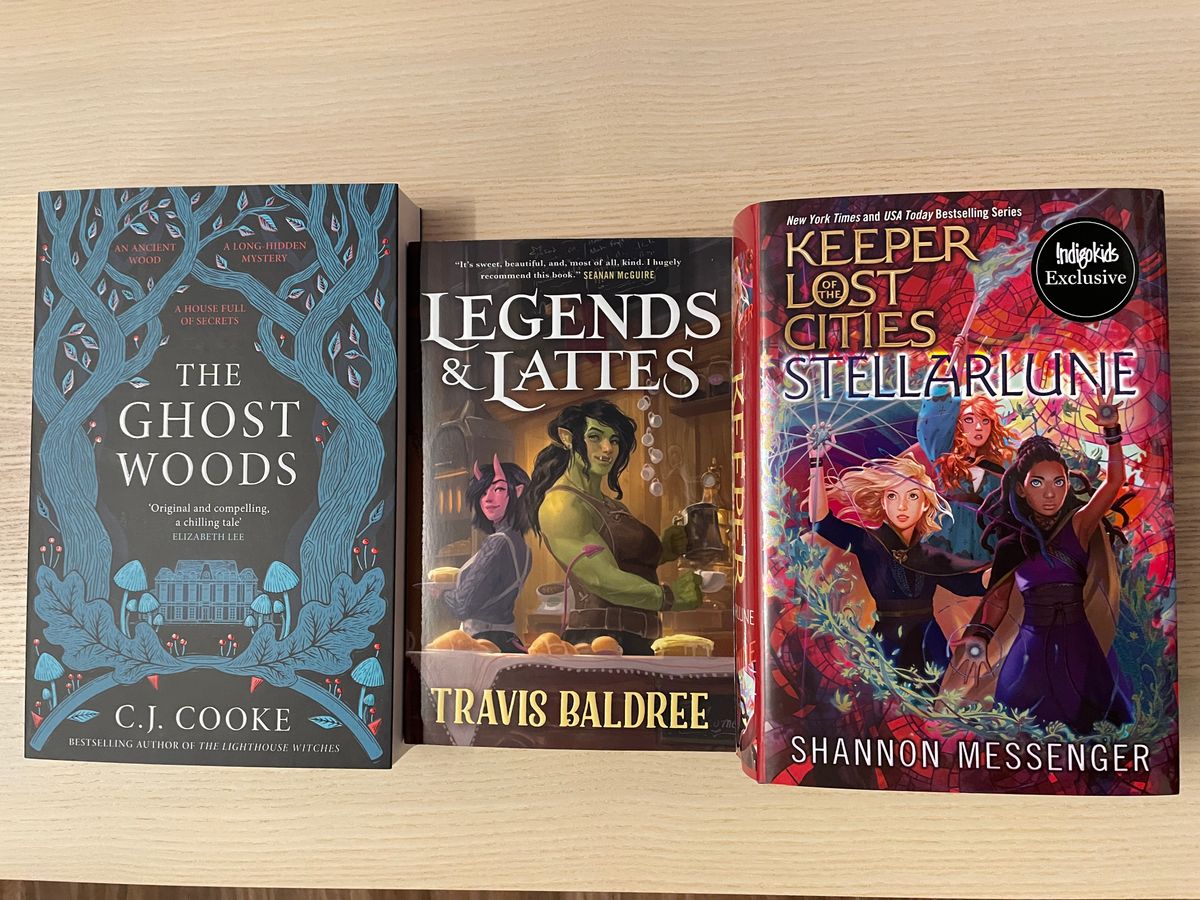 AN ANCIENT
WOOD
A LONG-HIDDEN
MYSTERY
A HOUSE FULL
OF SECRETS
THE
GHOST
WOODS
'Original and compelling,
a chilling tale'
ELIZABETH LEE
C.J. COOKE
BESTSELLING AUTHOR OF THE LIGHTHOUSE WITCHES
"It's sweet, beautiful, and, most of all, kind. I hugely
recommend this book." SEANAN McGUIRE
LEGENDS
& LATTES
TRAVIS BALDREE
KEEPER
New York Times and USA Today Bestselling Series
KEEPER
OF THE
LOST
CITIES
STELLARLUNE
Indigokids
Exclusive
SHANNON MESSENGER